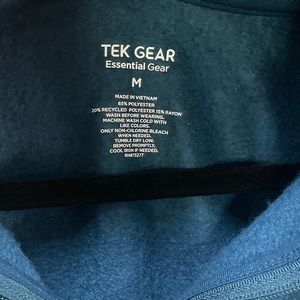 TEK GEAR
Essential Gear
M
MADE IN VIETNAM
65% POLYESTER
20% RECYCLED POLYESTER 15% RAYON
WASH BEFORE WEARING.
MACHINE WASH COLD WITH
LIKE COLORS.
ONLY NON-CHLORINE BLEACH
WHEN NEEDED.
TUMBLE DRY LOW.
REMOVE PROMPTLY.
COOL IRON IF NEEDED.
RN#73277